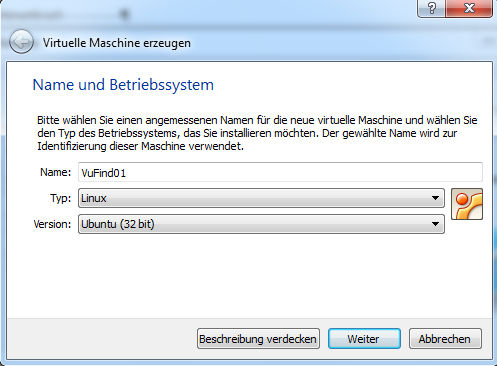 Virtuelle Maschine erzeugen
Name und Betriebssystem
Bitte wählen Sie einen angemessenen Namen für die neue virtuelle Maschine und wählen Sie
den Typ des Betriebssystems, das Sie installieren möchten. Der gewählte Name wird zur
Identifizierung dieser Maschine verwendet.
Name: VuFind01
Typ: Linux
Version: Ubuntu (32 bit)
Beschreibung verdecken Weiter Abbrechen